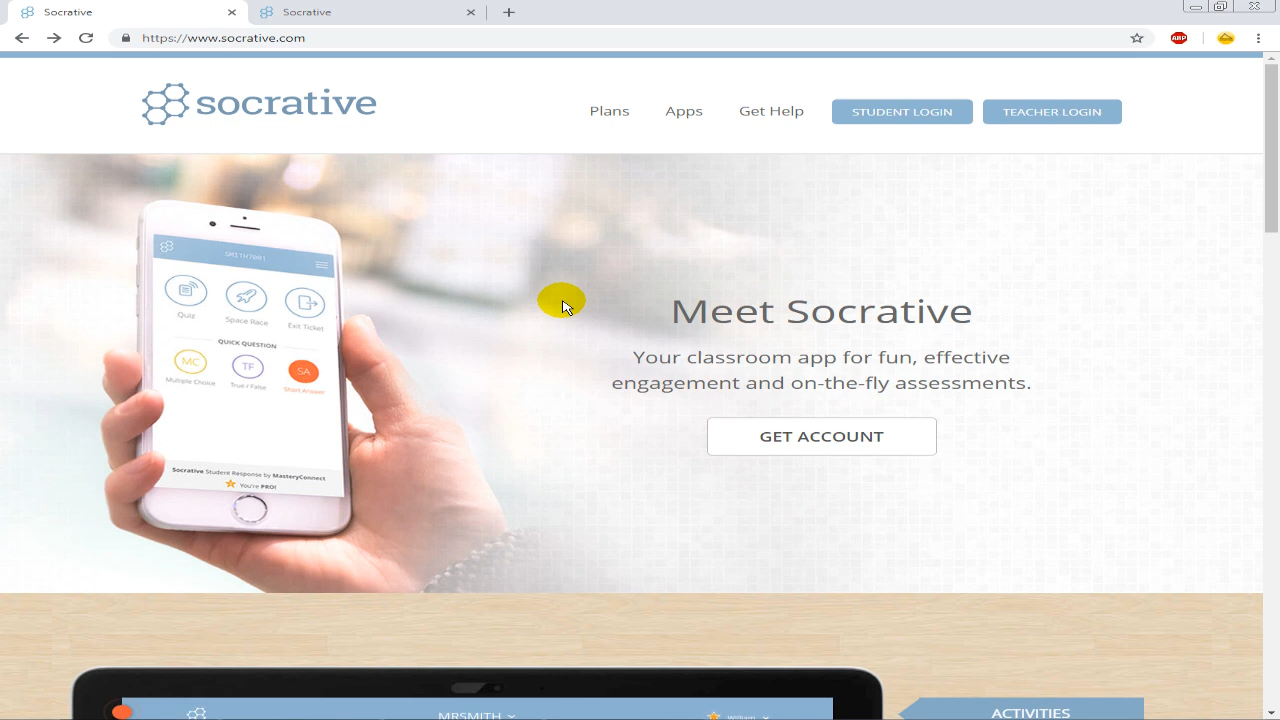 Socrative
Socrative
https://www.socrative.com
ABP
socrative
Plans
Apps
Get Help
STUDENT LOGIN
TEACHER LOGIN
SMITH7001
Quiz
Space Race
Exit Ticket
QUICK QUESTION
MC
TF
SA
Multiple Choice
True / False
Short Answer
Socrative Student Response by MasteryConnect
You're PRO!
Meet Socrative
Your classroom app for fun, effective
engagement and on-the-fly assessments.
GET ACCOUNT
MRSMITH
William
ACTIVITIES